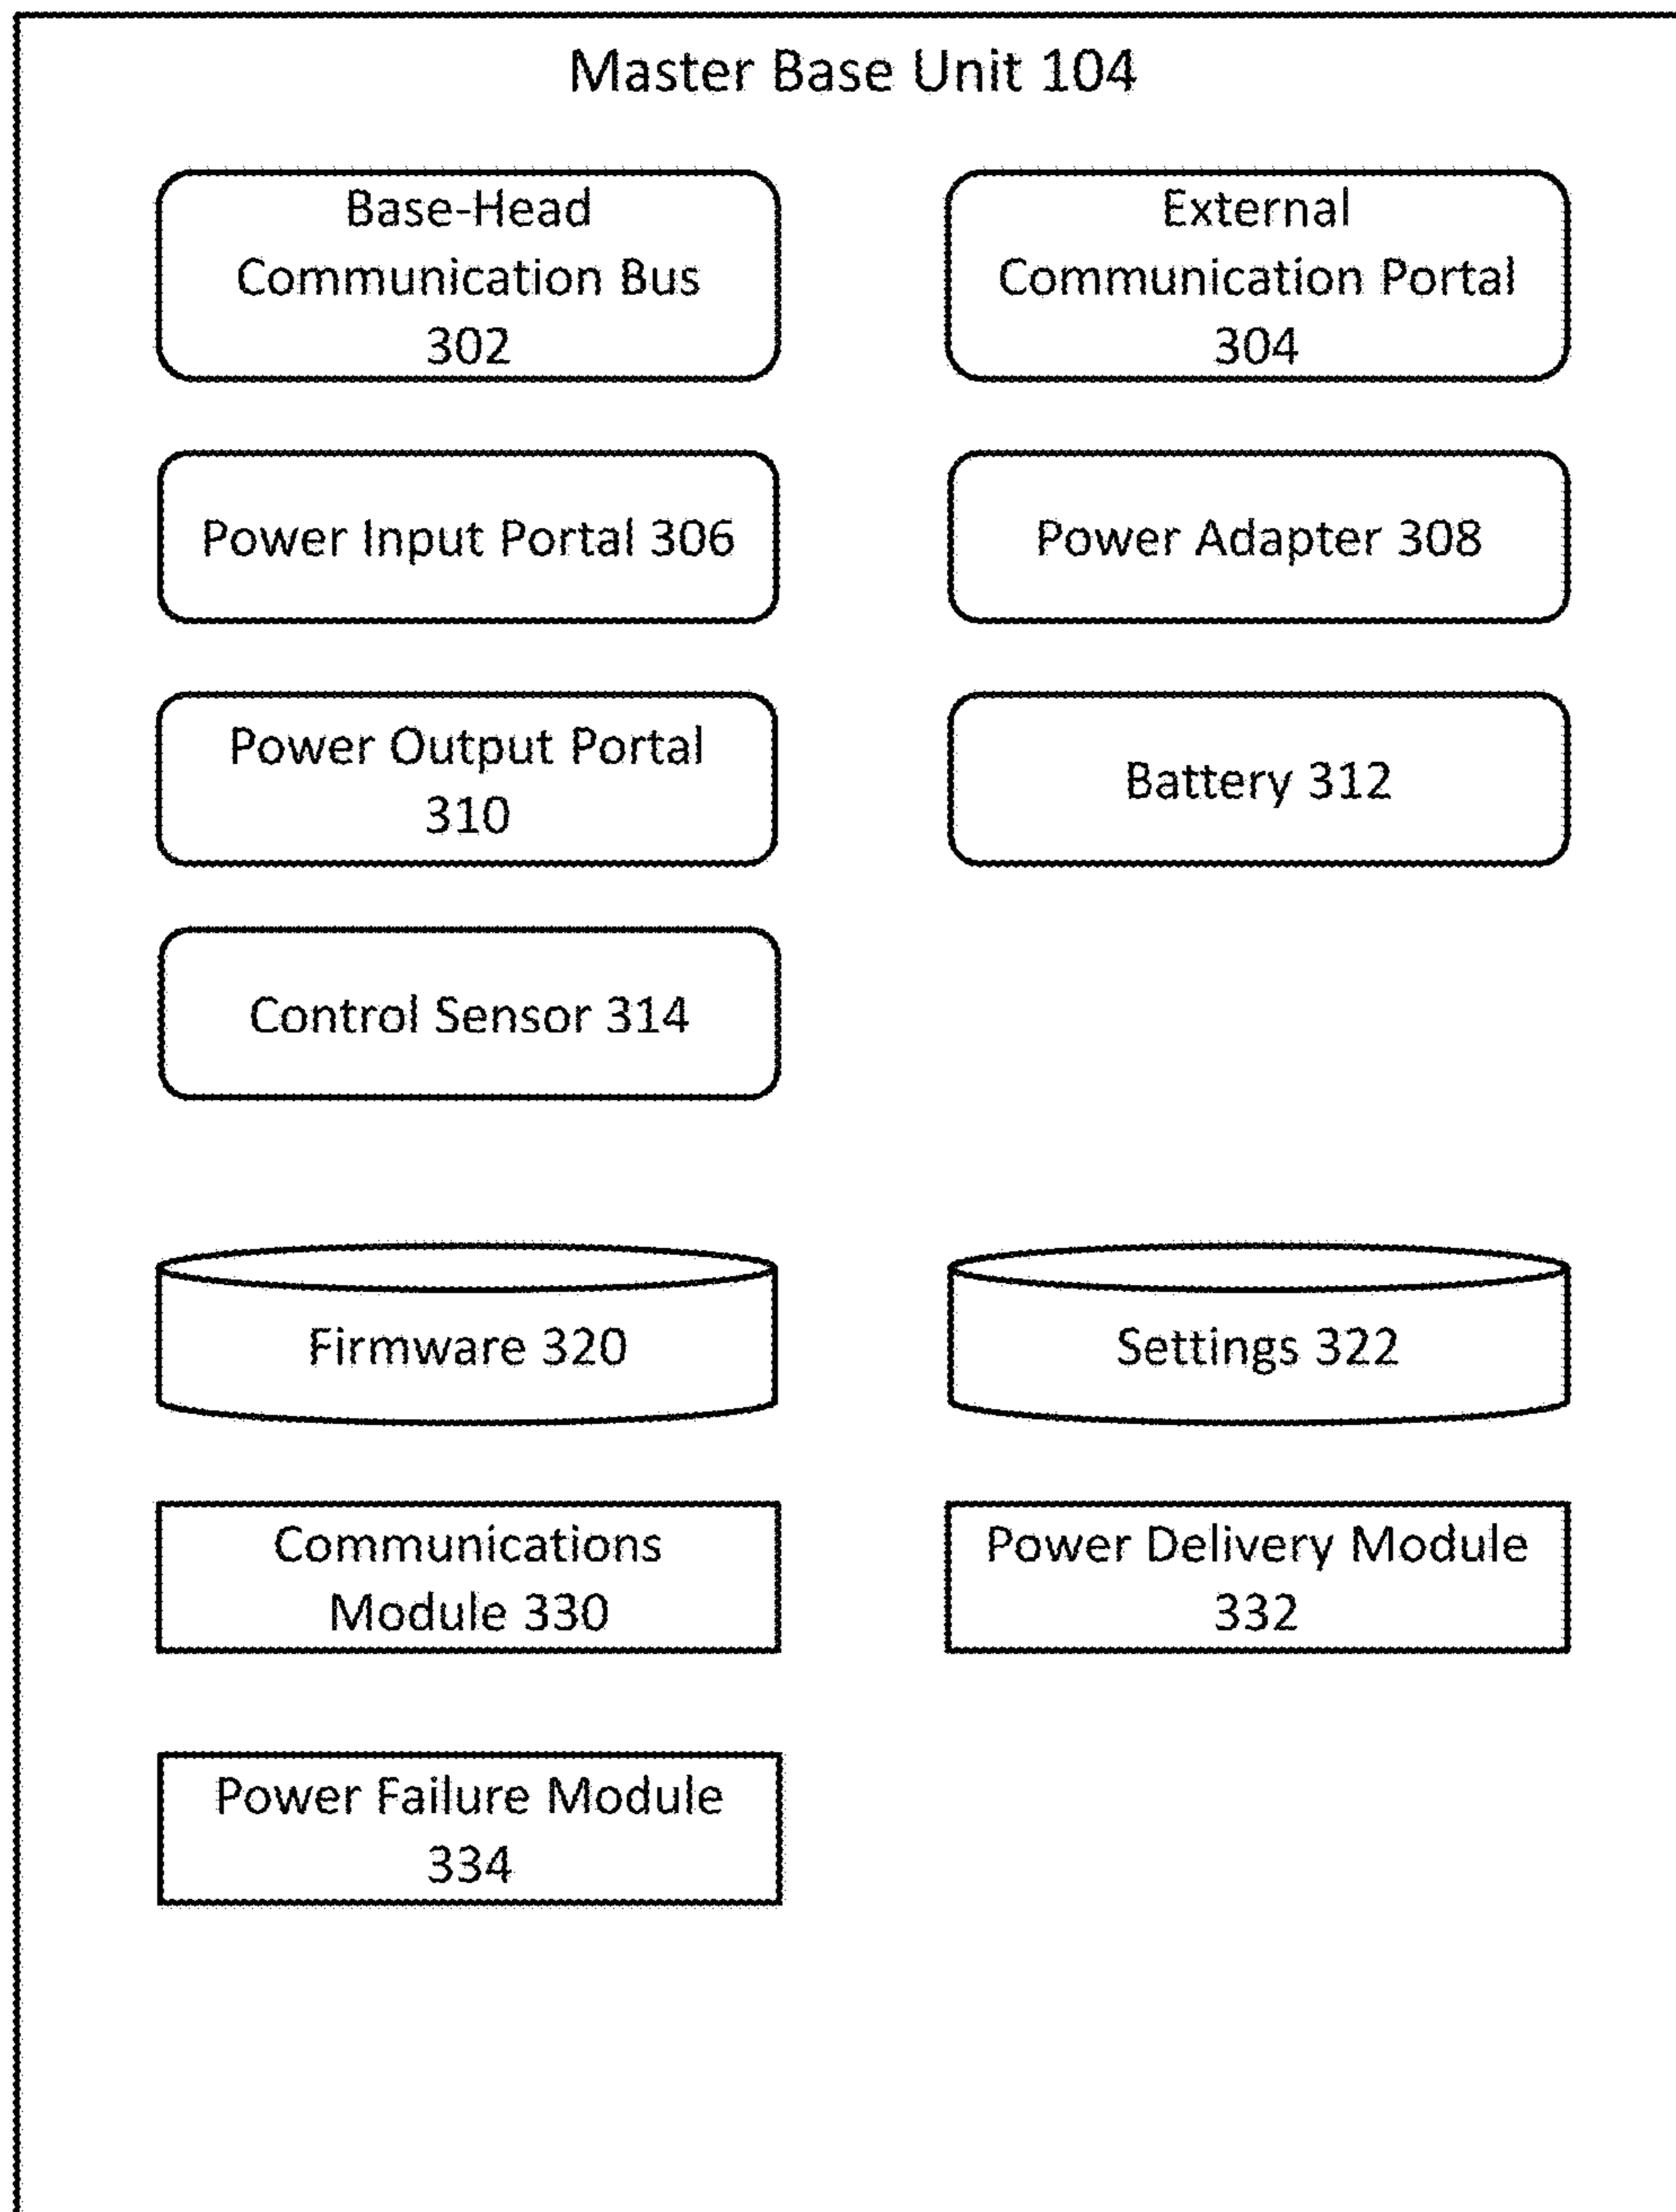 Master Base Unit 104
Base-Head
Communication Bus
302
External
Communication Portal
304
Power Input Portal 306
Power Adapter 308
Power Output Portal
310
Battery 312
Control Sensor 314
Firmware 320
Settings 322
Communications
Module 330
Power Delivery Module
332
Power Failure Module
334